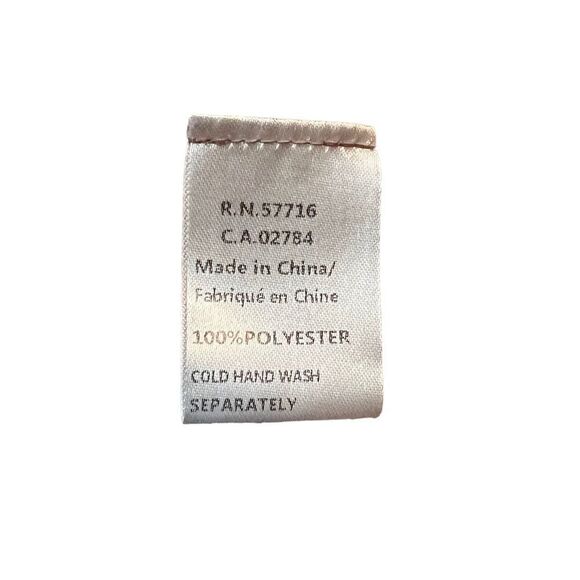 R.N.57716
C.A.02784
Made in China/
Fabriqué en Chine
100%POLYESTER
COLD HAND WASH
SEPARATELY